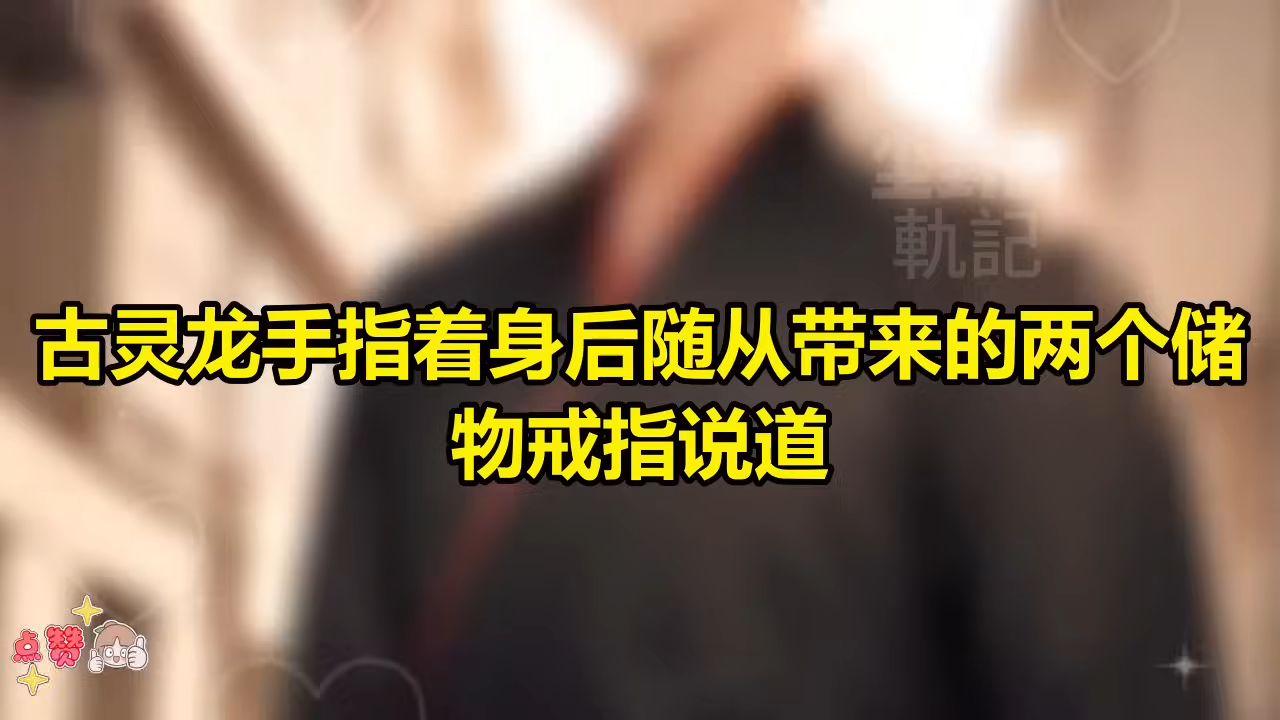 軌記
古灵龙手指着身后随从带来的两个储
物戒指说道
点赞